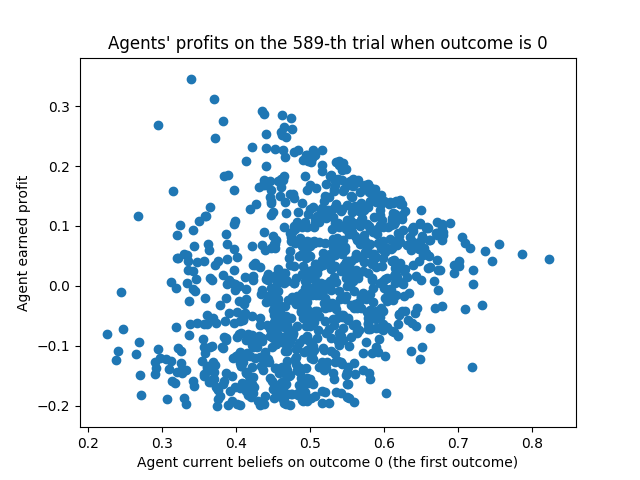 Agents' profits on the 589-th trial when outcome is 0
Agent earned profit
0.3
0.2
0.1
0.0
−0.1
−0.2
0.2 0.3 0.4 0.5 0.6 0.7 0.8
Agent current beliefs on outcome 0 (the first outcome)